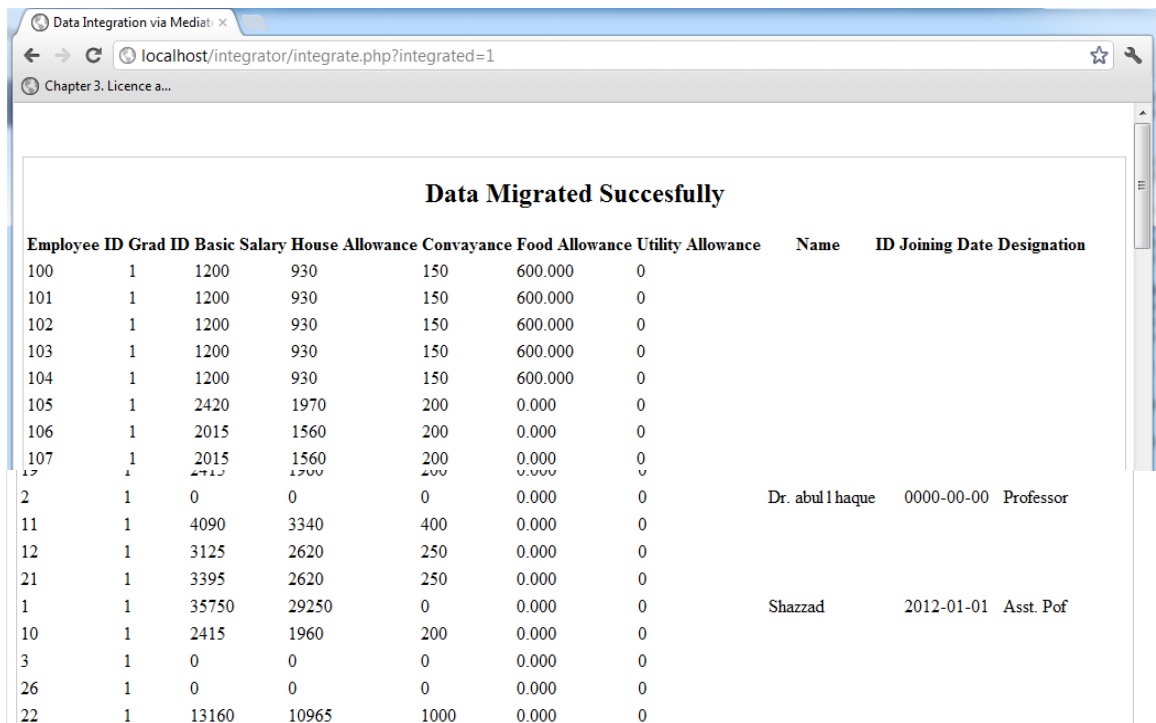 Data Integration via Mediat
localhost/integrator/integrate.php?integrated=1
Chapter 3. Licence a...
Data Migrated Succesfully
Employee ID Grad ID Basic Salary House Allowance Convayance Food Allowance Utility Allowance Name ID Joining Date Designation
100 1 1200 930 150 600.000 0
101 1 1200 930 150 600.000 0
102 1 1200 930 150 600.000 0
103 1 1200 930 150 600.000 0
104 1 1200 930 150 600.000 0
105 1 2420 1970 200 0.000 0
106 1 2015 1560 200 0.000 0
107 1 2015 1560 200 0.000 0
2 1 0 0 0 0.000 0 Dr. abul l haque 0000-00-00 Professor
11 1 4090 3340 400 0.000 0
12 1 3125 2620 250 0.000 0
21 1 3395 2620 250 0.000 0
1 1 35750 29250 0 0.000 0 Shazzad 2012-01-01 Asst. Pof
10 1 2415 1960 200 0.000 0
3 1 0 0 0 0.000 0
26 1 0 0 0 0.000 0
22 1 13160 10965 1000 0.000 0